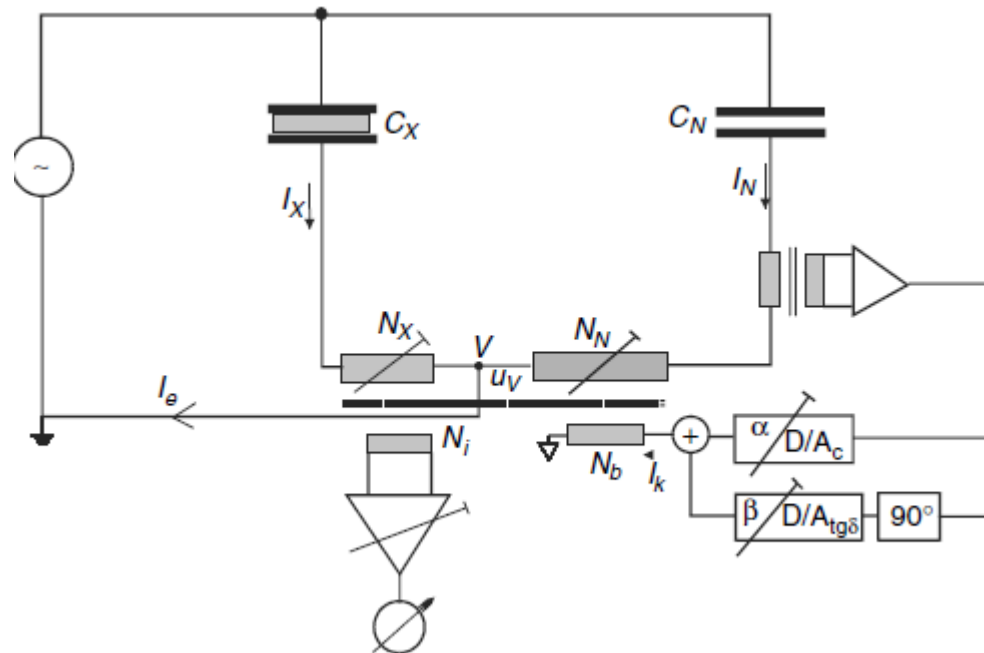 ~
C_X
C_N
I_X
I_N
N_X
V
N_N
u_V
I_e
N_i
N_b
I_k
+
α D/A_c
β D/A_tgδ
90°